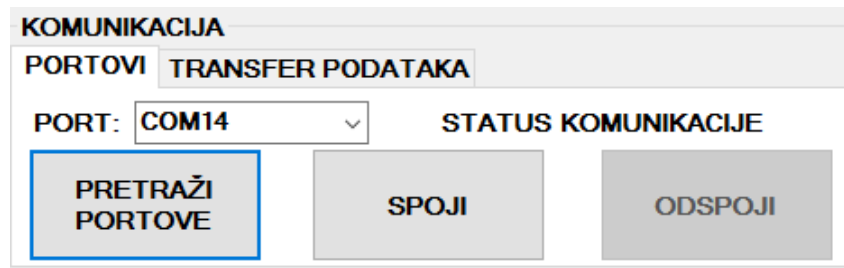 KOMUNIKACIJA
PORTOVI TRANSFER PODATAKA
PORT: COM14 STATUS KOMUNIKACIJE
PRETRAŽI
PORTOVE
SPOJI
ODSPOJI